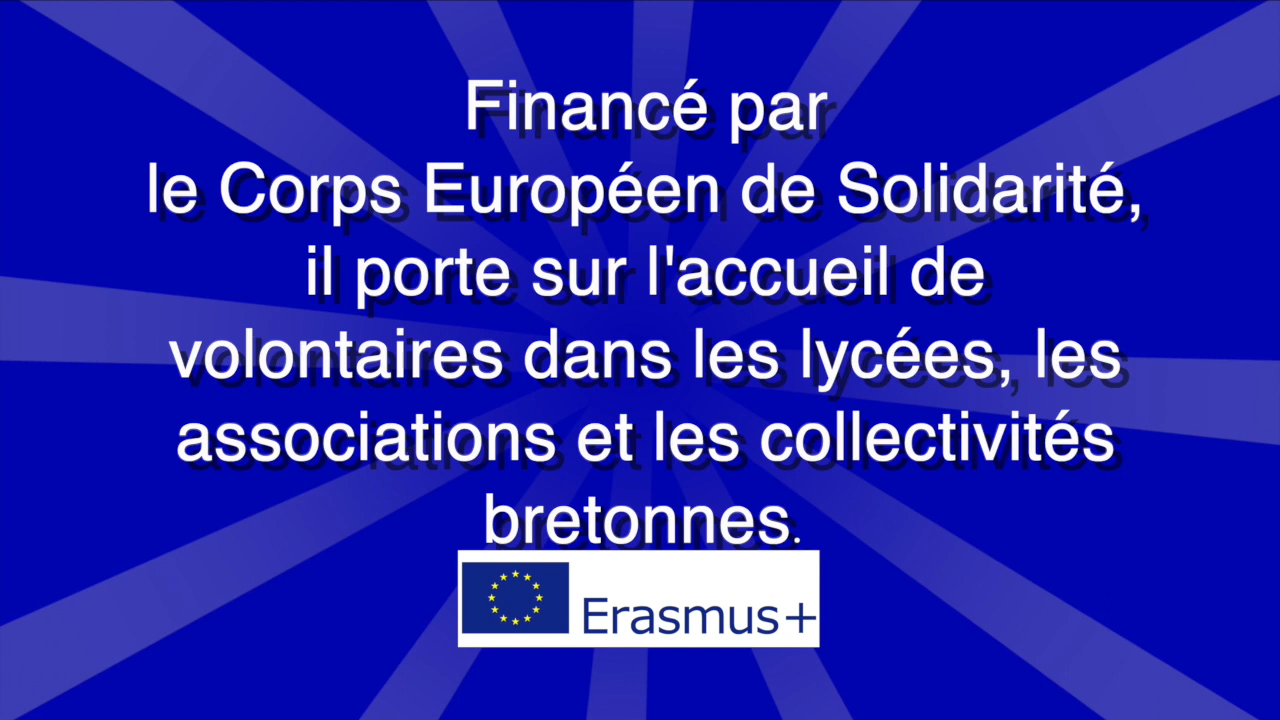 Financé par
le Corps Européen de Solidarité,
il porte sur l'accueil de
volontaires dans les lycées, les
associations et les collectivités
bretonnes.
Erasmus+